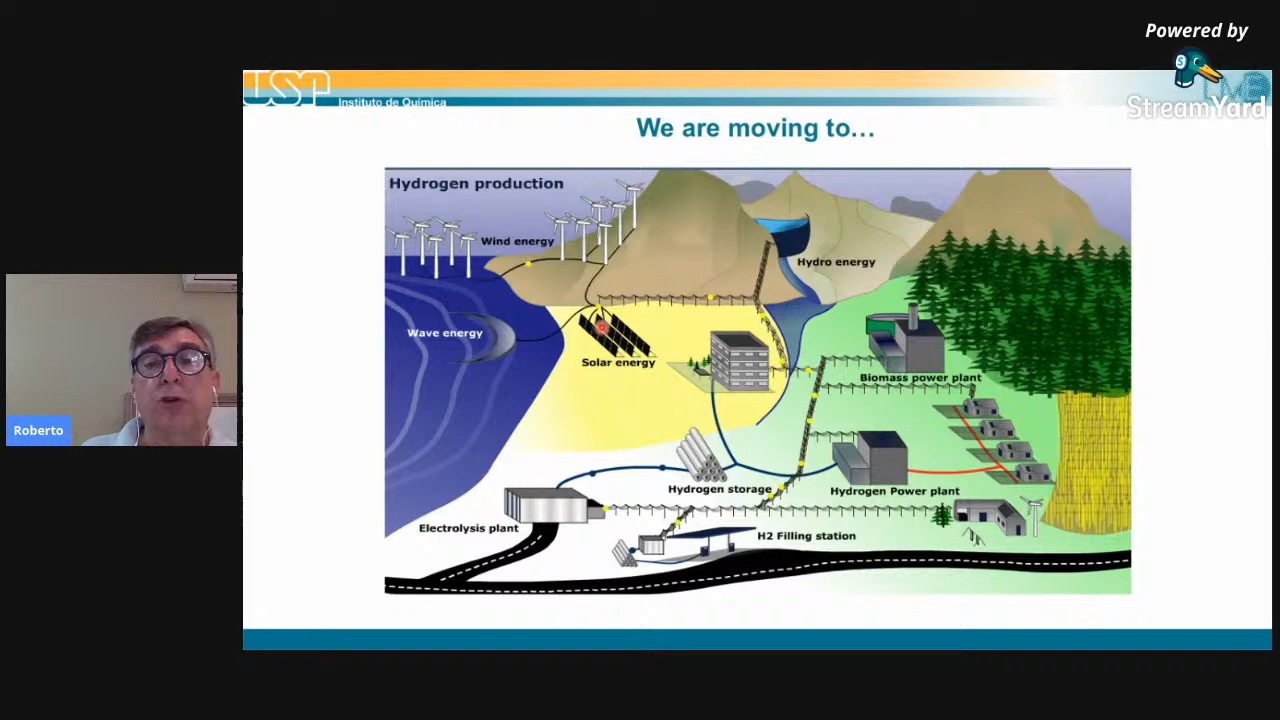 Powered by
StreamYard
USP
Instituto de Química
We are moving to...
Hydrogen production
Wind energy
Hydro energy
Wave energy
Solar energy
Biomass power plant
Hydrogen storage
Hydrogen Power plant
Electrolysis plant
H2 Filling station
Roberto